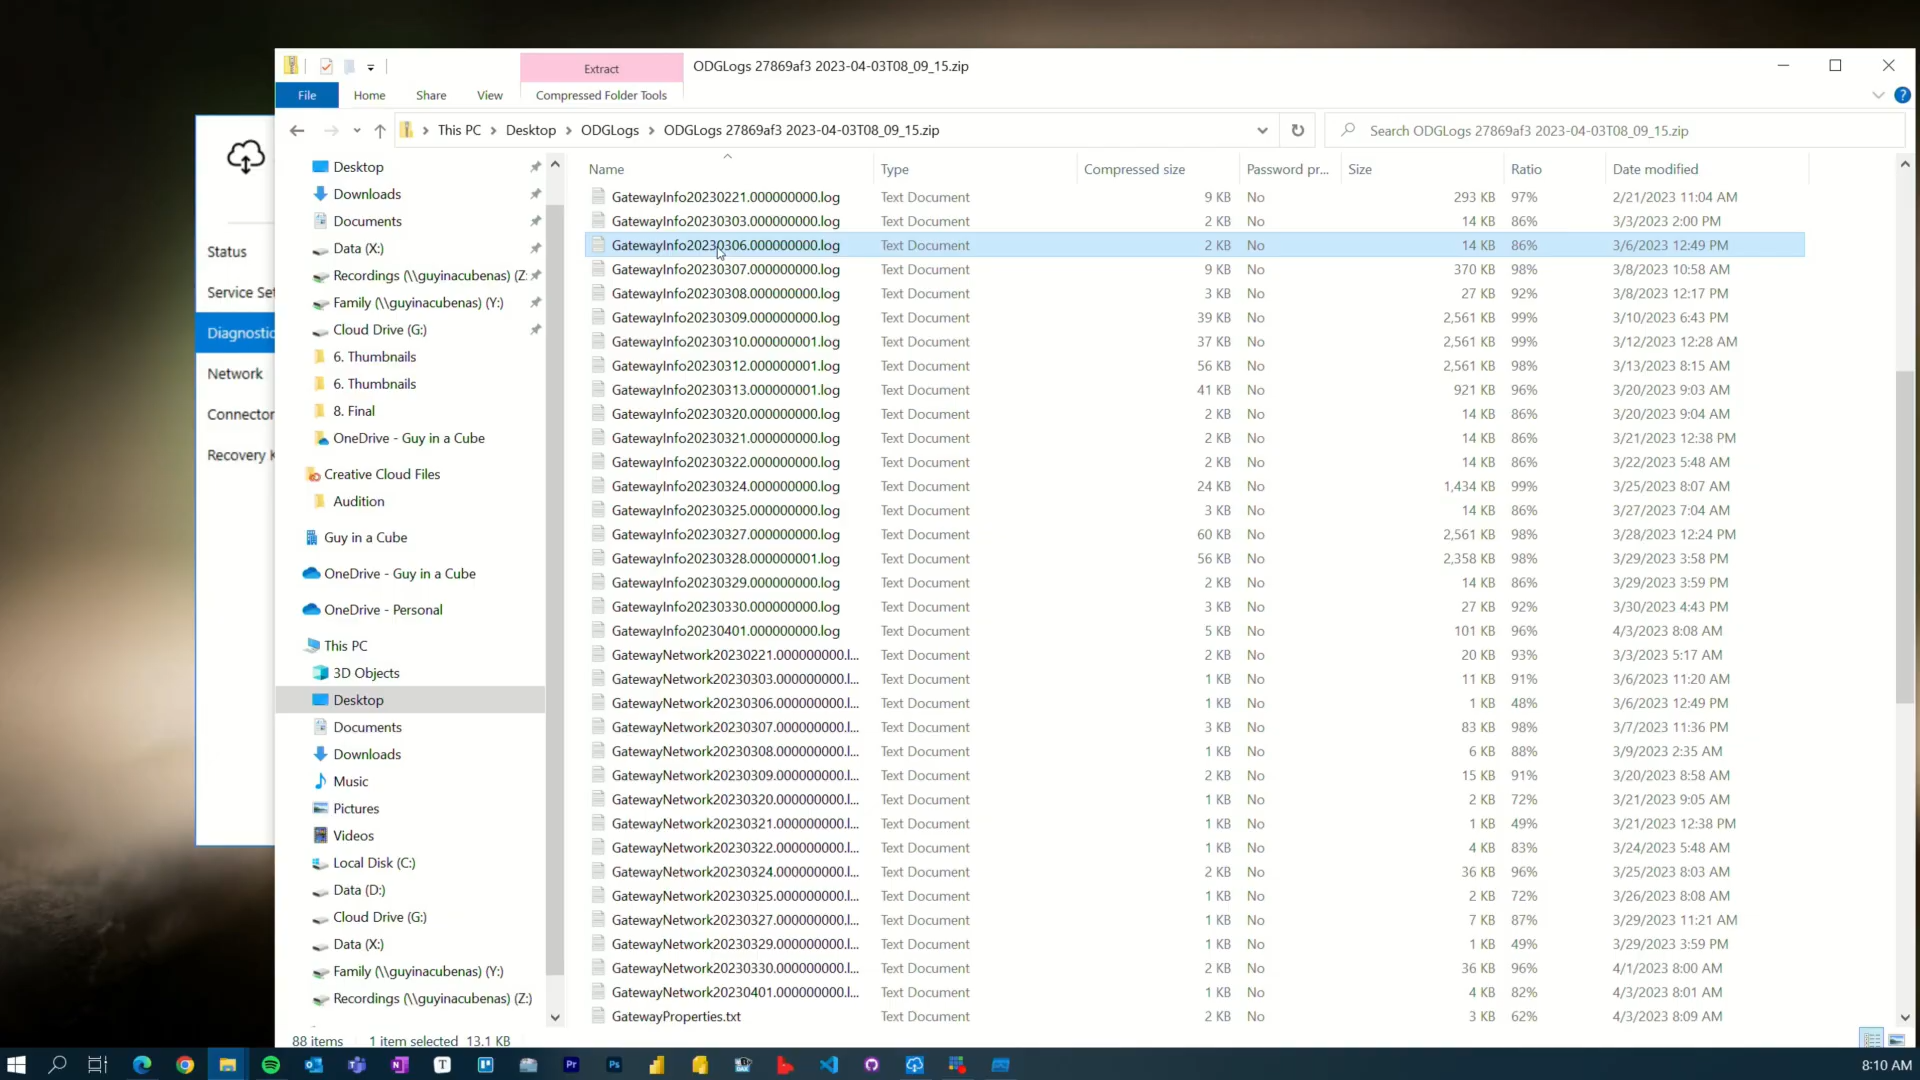 Extract
ODGLogs 27869af3 2023-04-03T08_09_15.zip
File
Home
Share
View
Compressed Folder Tools
This PC > Desktop > ODGLogs > ODGLogs 27869af3 2023-04-03T08_09_15.zip
Search ODGLogs 27869af3 2023-04-03T08_09_15.zip
Status
Service Set
Diagnostic
Network
Connector
Recovery K
Desktop
Downloads
Documents
Data (X:)
Recordings (\\guyinacubenas) (Z:
Family (\\guyinacubenas) (Y:)
Cloud Drive (G:)
6. Thumbnails
6. Thumbnails
8. Final
OneDrive - Guy in a Cube
Creative Cloud Files
Audition
Guy in a Cube
OneDrive - Guy in a Cube
OneDrive - Personal
This PC
3D Objects
Desktop
Documents
Downloads
Music
Pictures
Videos
Local Disk (C:)
Data (D:)
Cloud Drive (G:)
Data (X:)
Family (\\guyinacubenas) (Y:)
Recordings (\\guyinacubenas) (Z:)
Name Type Compressed size Password pr... Size Ratio Date modified
GatewayInfo20230221.000000000.log Text Document 9 KB No 293 KB 97% 2/21/2023 11:04 AM
GatewayInfo20230303.000000000.log Text Document 2 KB No 14 KB 86% 3/3/2023 2:00 PM
GatewayInfo20230306.000000000.log Text Document 2 KB No 14 KB 86% 3/6/2023 12:49 PM
GatewayInfo20230307.000000000.log Text Document 9 KB No 370 KB 98% 3/8/2023 10:58 AM
GatewayInfo20230308.000000000.log Text Document 3 KB No 27 KB 92% 3/8/2023 12:17 PM
GatewayInfo20230309.000000000.log Text Document 39 KB No 2,561 KB 99% 3/10/2023 6:43 PM
GatewayInfo20230310.000000001.log Text Document 37 KB No 2,561 KB 99% 3/12/2023 12:28 AM
GatewayInfo20230312.000000001.log Text Document 56 KB No 2,561 KB 98% 3/13/2023 8:15 AM
GatewayInfo20230313.000000001.log Text Document 41 KB No 921 KB 96% 3/20/2023 9:03 AM
GatewayInfo20230320.000000000.log Text Document 2 KB No 14 KB 86% 3/20/2023 9:04 AM
GatewayInfo20230321.000000000.log Text Document 2 KB No 14 KB 86% 3/21/2023 12:38 PM
GatewayInfo20230322.000000000.log Text Document 2 KB No 14 KB 86% 3/22/2023 5:48 AM
GatewayInfo20230324.000000000.log Text Document 24 KB No 1,434 KB 99% 3/25/2023 8:07 AM
GatewayInfo20230325.000000000.log Text Document 3 KB No 14 KB 86% 3/27/2023 7:04 AM
GatewayInfo20230327.000000000.log Text Document 60 KB No 2,561 KB 98% 3/28/2023 12:24 PM
GatewayInfo20230328.000000001.log Text Document 56 KB No 2,358 KB 98% 3/29/2023 3:58 PM
GatewayInfo20230329.000000000.log Text Document 2 KB No 14 KB 86% 3/29/2023 3:59 PM
GatewayInfo20230330.000000000.log Text Document 3 KB No 27 KB 92% 3/30/2023 4:43 PM
GatewayInfo20230401.000000000.log Text Document 5 KB No 101 KB 96% 4/3/2023 8:08 AM
GatewayNetwork20230221.000000000.l... Text Document 2 KB No 20 KB 93% 3/3/2023 5:17 AM
GatewayNetwork20230303.000000000.l... Text Document 1 KB No 11 KB 91% 3/6/2023 11:20 AM
GatewayNetwork20230306.000000000.l... Text Document 1 KB No 1 KB 48% 3/6/2023 12:49 PM
GatewayNetwork20230307.000000000.l... Text Document 3 KB No 83 KB 98% 3/7/2023 11:36 PM
GatewayNetwork20230308.000000000.l... Text Document 1 KB No 6 KB 88% 3/9/2023 2:35 AM
GatewayNetwork20230309.000000000.l... Text Document 2 KB No 15 KB 91% 3/20/2023 8:58 AM
GatewayNetwork20230320.000000000.l... Text Document 1 KB No 2 KB 72% 3/21/2023 9:05 AM
GatewayNetwork20230321.000000000.l... Text Document 1 KB No 1 KB 49% 3/21/2023 12:38 PM
GatewayNetwork20230322.000000000.l... Text Document 1 KB No 4 KB 83% 3/24/2023 5:48 AM
GatewayNetwork20230324.000000000.l... Text Document 2 KB No 36 KB 96% 3/25/2023 8:03 AM
GatewayNetwork20230325.000000000.l... Text Document 1 KB No 2 KB 72% 3/26/2023 8:08 AM
GatewayNetwork20230327.000000000.l... Text Document 1 KB No 7 KB 87% 3/29/2023 11:21 AM
GatewayNetwork20230329.000000000.l... Text Document 1 KB No 1 KB 49% 3/29/2023 3:59 PM
GatewayNetwork20230330.000000000.l... Text Document 2 KB No 36 KB 96% 4/1/2023 8:00 AM
GatewayNetwork20230401.000000000.l... Text Document 1 KB No 4 KB 82% 4/3/2023 8:01 AM
GatewayProperties.txt Text Document 2 KB No 3 KB 62% 4/3/2023 8:09 AM
88 items 1 item selected 13.1 KB
8:10 AM